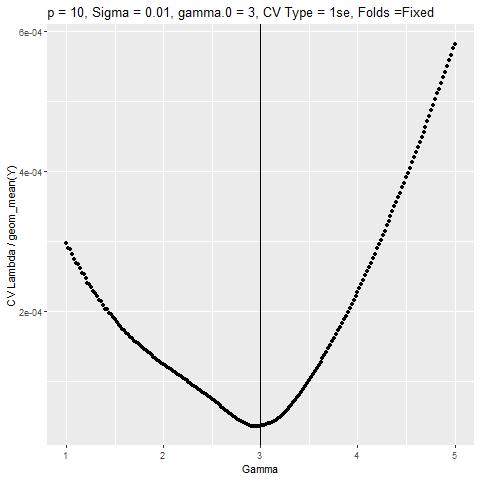 p = 10, Sigma = 0.01, gamma.0 = 3, CV Type = 1se, Folds =Fixed
6e-04
4e-04
2e-04
CV Lambda / geom_mean(Y)
1
2
3
4
5
Gamma